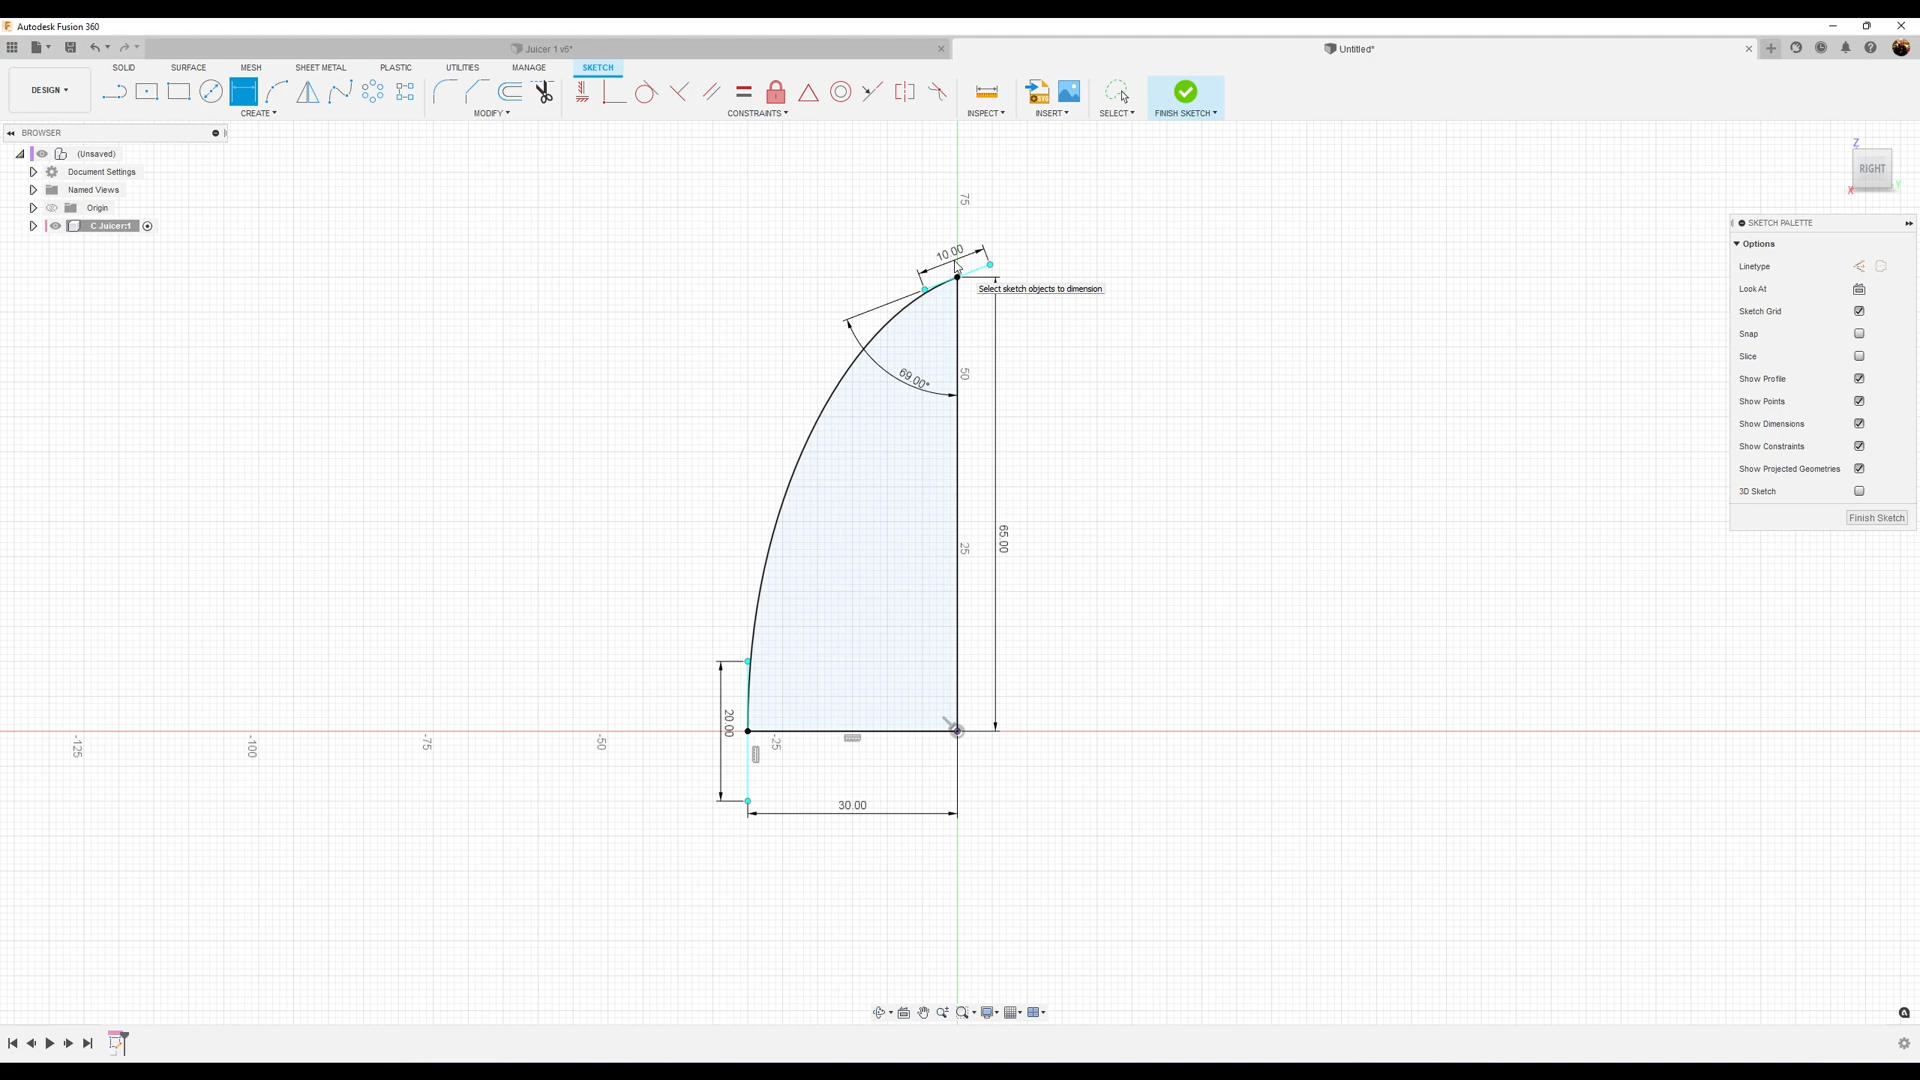 Autodesk Fusion 360
Juicer 1 v6*
Untitled*
DESIGN
SOLID
SURFACE
MESH
SHEET METAL
PLASTIC
UTILITIES
MANAGE
SKETCH
CREATE
MODIFY
CONSTRAINTS
INSPECT
INSERT
SELECT
FINISH SKETCH
BROWSER
(Unsaved)
Document Settings
Named Views
Origin
C Juicer:1
Z
RIGHT
X
Y
SKETCH PALETTE
Options
Linetype
Look At
Sketch Grid
Snap
Slice
Show Profile
Show Points
Show Dimensions
Show Constraints
Show Projected Geometries
3D Sketch
Finish Sketch
75
10.00
Select sketch objects to dimension
69.00°
50
65.00
25
20.00
-125
-100
-75
-50
-25
30.00